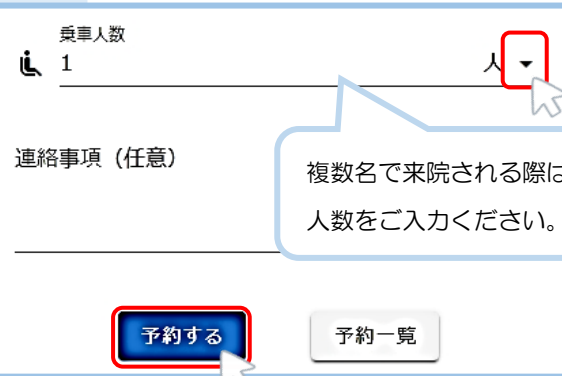 乗車人数
1 人
連絡事項（任意）
複数名で来院される際は
人数をご入力ください。
予約する 予約一覧